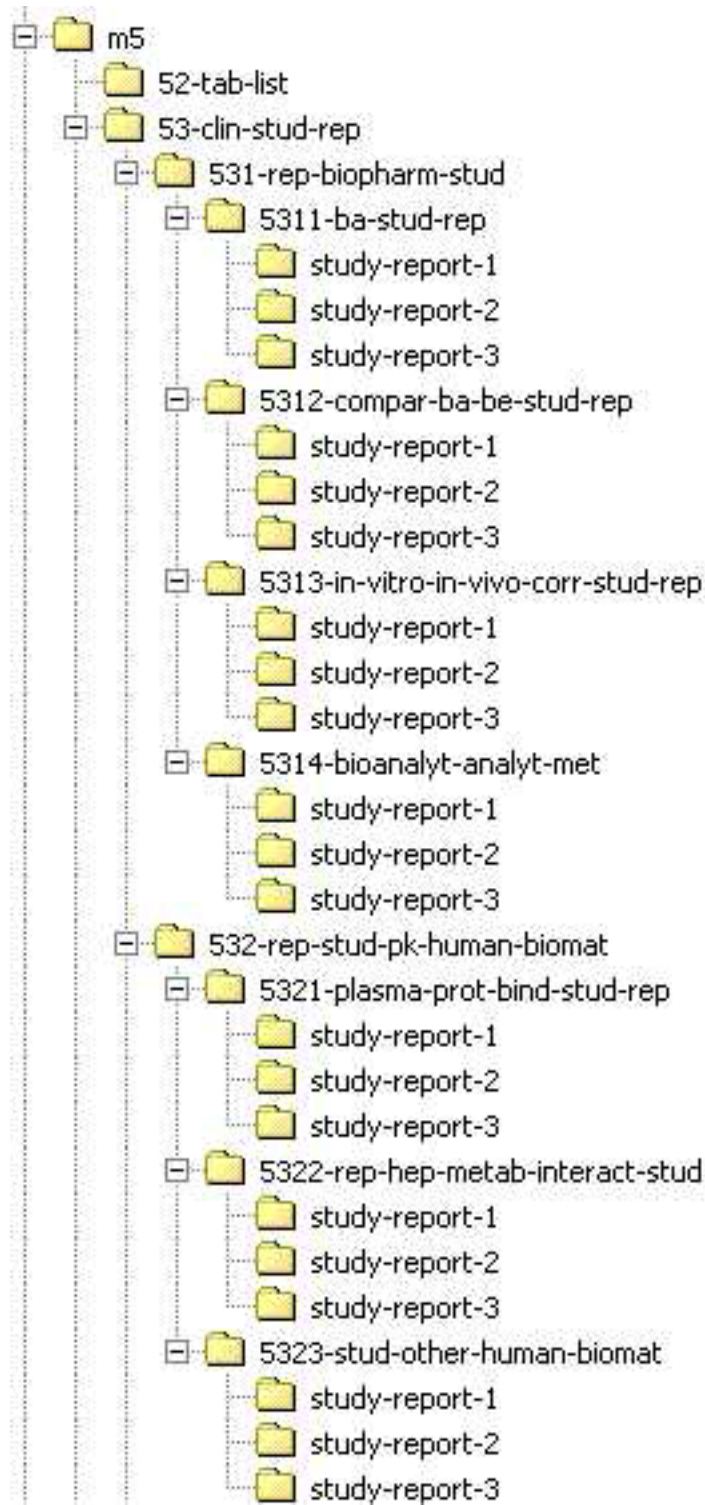 m5
52-tab-list
53-clin-stud-rep
531-rep-biopharm-stud
5311-ba-stud-rep
study-report-1
study-report-2
study-report-3
5312-compar-ba-be-stud-rep
study-report-1
study-report-2
study-report-3
5313-in-vitro-in-vivo-corr-stud-rep
study-report-1
study-report-2
study-report-3
5314-bioanalyt-analyt-met
study-report-1
study-report-2
study-report-3
532-rep-stud-pk-human-biomat
5321-plasma-prot-bind-stud-rep
study-report-1
study-report-2
study-report-3
5322-rep-hep-metab-interact-stud
study-report-1
study-report-2
study-report-3
5323-stud-other-human-biomat
study-report-1
study-report-2
study-report-3